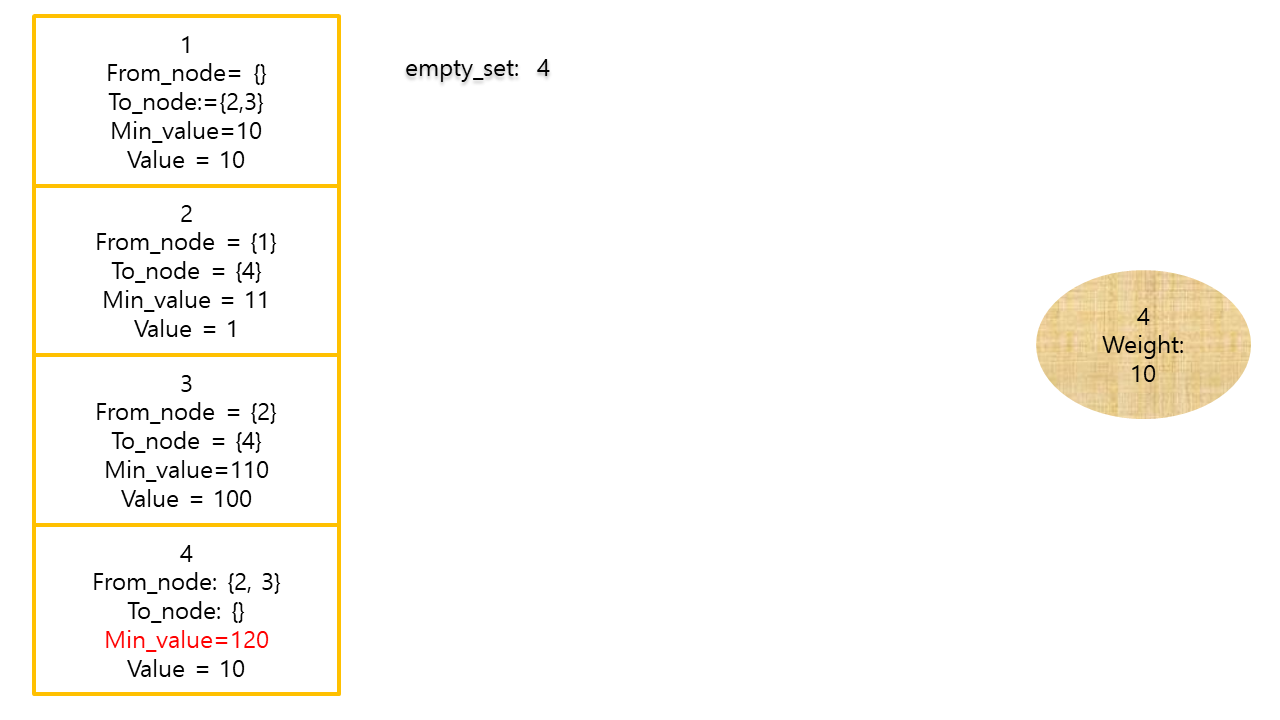 1
From_node= {}
To_node:={2,3}
Min_value=10
Value = 10
2
From_node = {1}
To_node = {4}
Min_value = 11
Value = 1
3
From_node = {2}
To_node = {4}
Min_value=110
Value = 100
4
From_node: {2, 3}
To_node: {}
Min_value=120
Value = 10
empty_set: 4
4
Weight:
10